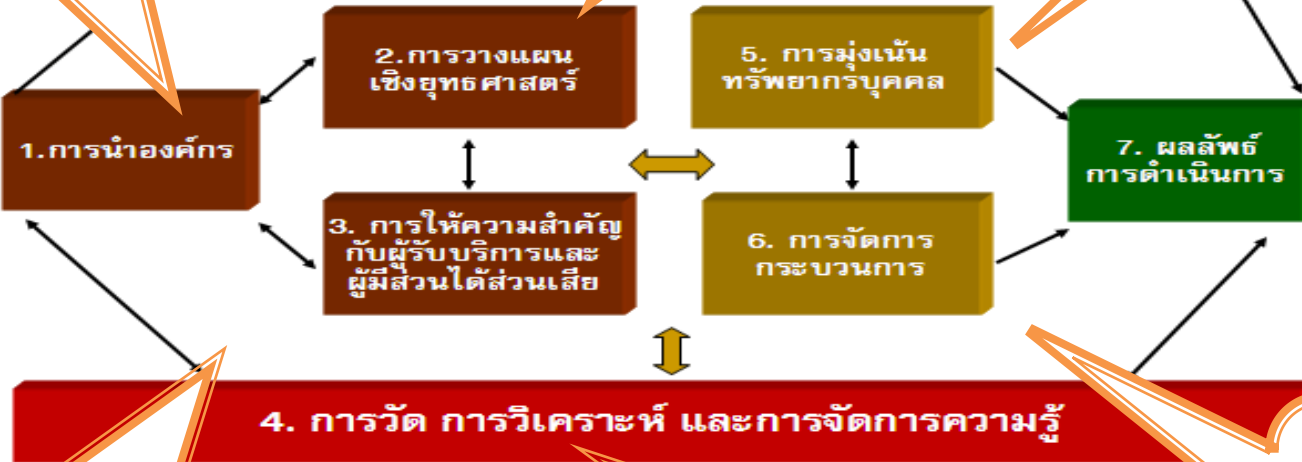 1.การนำองค์กร
2.การวางแผน
เชิงยุทธศาสตร์
3. การให้ความสำคัญ
กับผู้รับบริการและ
ผู้มีส่วนได้ส่วนเสีย
5. การมุ่งเน้น
ทรัพยากรบุคคล
6. การจัดการ
กระบวนการ
7. ผลลัพธ์
การดำเนินการ
4. การวัด การวิเคราะห์ และการจัดการความรู้